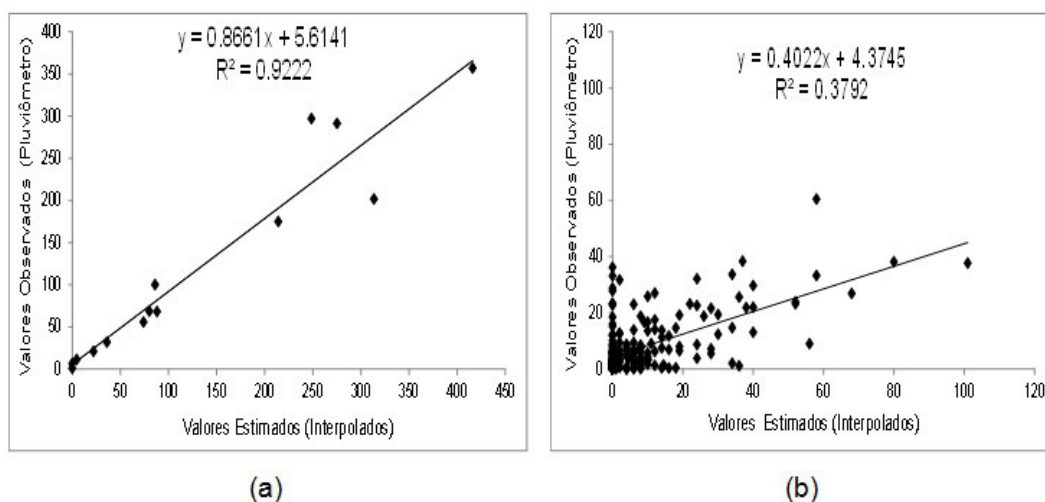 y = 0.8661x + 5.6141
R² = 0.9222
Valores Observados (Pluviômetro)
400
350
300
250
200
150
100
50
0
0 50 100 150 200 250 300 350 400 450
Valores Estimados (Interpolados)
(a)
y = 0.4022x + 4.3745
R² = 0.3792
Valores Observados (Pluviômetro)
120
100
80
60
40
20
0
0 20 40 60 80 100 120
Valores Estimados (Interpolados)
(b)